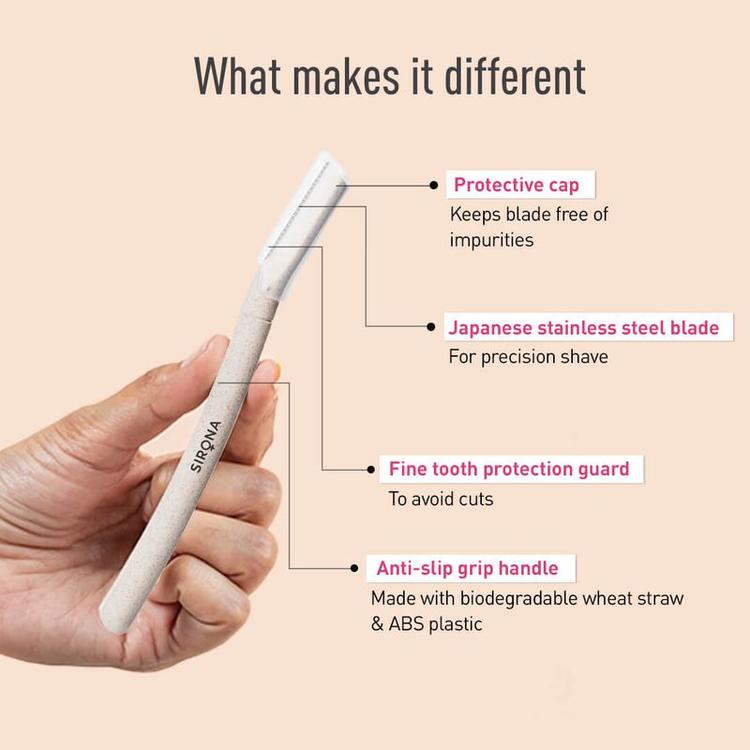 What makes it different
Protective cap
Keeps blade free of
impurities
Japanese stainless steel blade
For precision shave
SIRONA
Fine tooth protection guard
To avoid cuts
Anti-slip grip handle
Made with biodegradable wheat straw
& ABS plastic